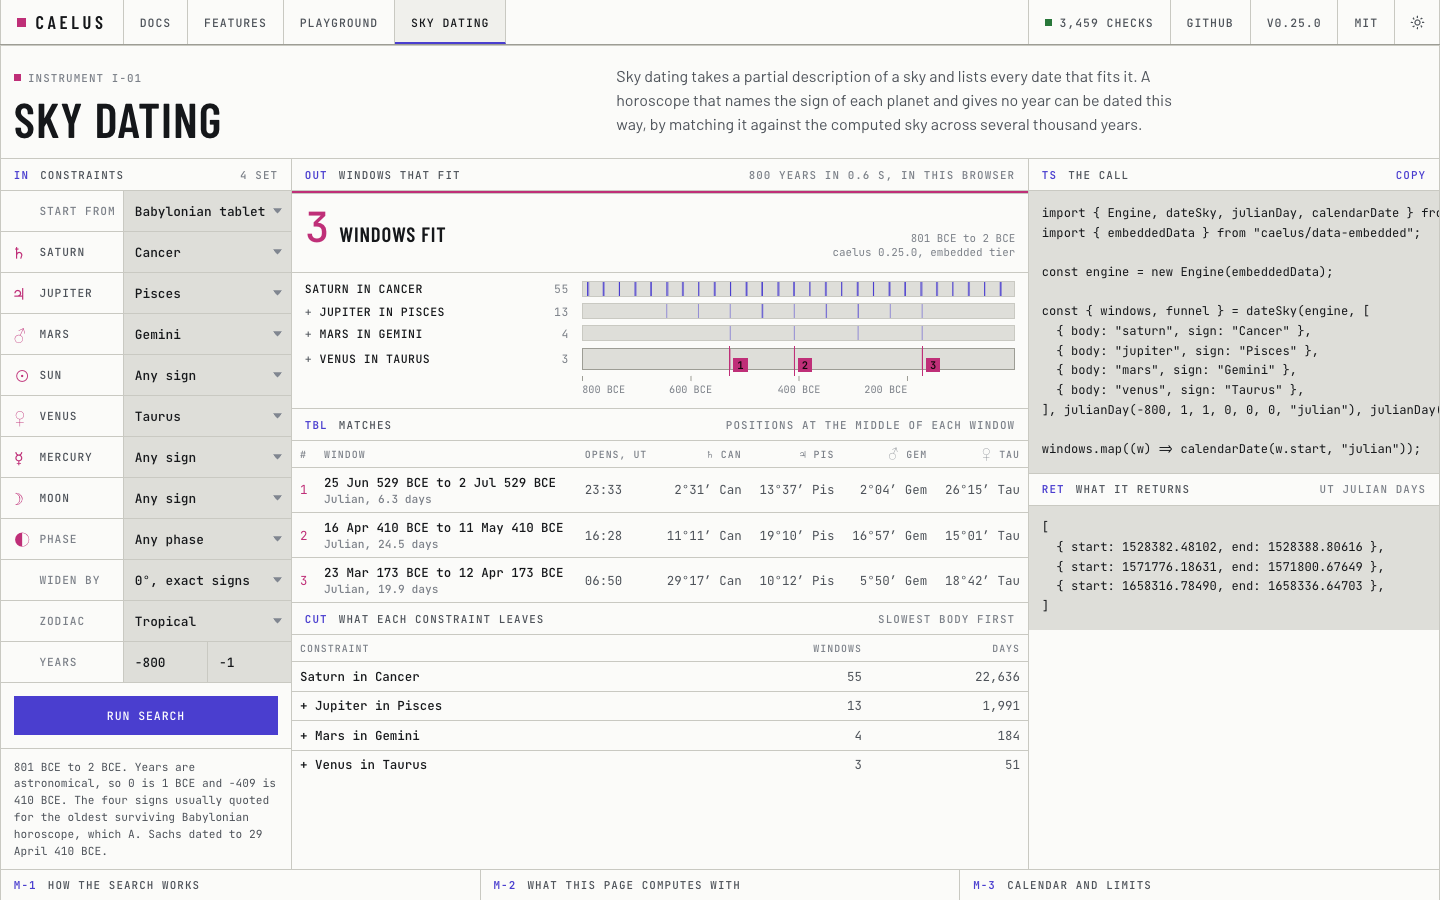 CAELUS
DOCS
FEATURES
PLAYGROUND
SKY DATING
3,459 CHECKS
GITHUB
V0.25.0
MIT
INSTRUMENT I-01
SKY DATING
Sky dating takes a partial description of a sky and lists every date that fits it. A
horoscope that names the sign of each planet and gives no year can be dated this
way, by matching it against the computed sky across several thousand years.
IN CONSTRAINTS 4 SET
START FROM Babylonian tablet
♄ SATURN Cancer
♃ JUPITER Pisces
♂ MARS Gemini
☉ SUN Any sign
♀ VENUS Taurus
☿ MERCURY Any sign
☽ MOON Any sign
PHASE Any phase
WIDEN BY 0°, exact signs
ZODIAC Tropical
YEARS -800 -1
RUN SEARCH
801 BCE to 2 BCE. Years are
astronomical, so 0 is 1 BCE and -409 is
410 BCE. The four signs usually quoted
for the oldest surviving Babylonian
horoscope, which A. Sachs dated to 29
April 410 BCE.
OUT WINDOWS THAT FIT 800 YEARS IN 0.6 S, IN THIS BROWSER
3 WINDOWS FIT
801 BCE to 2 BCE
caelus 0.25.0, embedded tier
SATURN IN CANCER 55
+ JUPITER IN PISCES 13
+ MARS IN GEMINI 4
+ VENUS IN TAURUS 3
1 2 3
800 BCE 600 BCE 400 BCE 200 BCE
TBL MATCHES POSITIONS AT THE MIDDLE OF EACH WINDOW
# WINDOW OPENS, UT ♄ CAN ♃ PIS ♂ GEM ♀ TAU
1 25 Jun 529 BCE to 2 Jul 529 BCE 23:33 2°31′ Can 13°37′ Pis 2°04′ Gem 26°15′ Tau
Julian, 6.3 days
2 16 Apr 410 BCE to 11 May 410 BCE 16:28 11°11′ Can 19°10′ Pis 16°57′ Gem 15°01′ Tau
Julian, 24.5 days
3 23 Mar 173 BCE to 12 Apr 173 BCE 06:50 29°17′ Can 10°12′ Pis 5°50′ Gem 18°42′ Tau
Julian, 19.9 days
CUT WHAT EACH CONSTRAINT LEAVES SLOWEST BODY FIRST
CONSTRAINT WINDOWS DAYS
Saturn in Cancer 55 22,636
+ Jupiter in Pisces 13 1,991
+ Mars in Gemini 4 184
+ Venus in Taurus 3 51
TS THE CALL COPY
import { Engine, dateSky, julianDay, calendarDate } fro
import { embeddedData } from "caelus/data-embedded";
const engine = new Engine(embeddedData);
const { windows, funnel } = dateSky(engine, [
{ body: "saturn", sign: "Cancer" },
{ body: "jupiter", sign: "Pisces" },
{ body: "mars", sign: "Gemini" },
{ body: "venus", sign: "Taurus" },
], julianDay(-800, 1, 1, 0, 0, 0, "julian"), julianDay(
windows.map((w) => calendarDate(w.start, "julian"));
RET WHAT IT RETURNS UT JULIAN DAYS
[
{ start: 1528382.48102, end: 1528388.80616 },
{ start: 1571776.18631, end: 1571800.67649 },
{ start: 1658316.78490, end: 1658336.64703 },
]
M-1 HOW THE SEARCH WORKS
M-2 WHAT THIS PAGE COMPUTES WITH
M-3 CALENDAR AND LIMITS